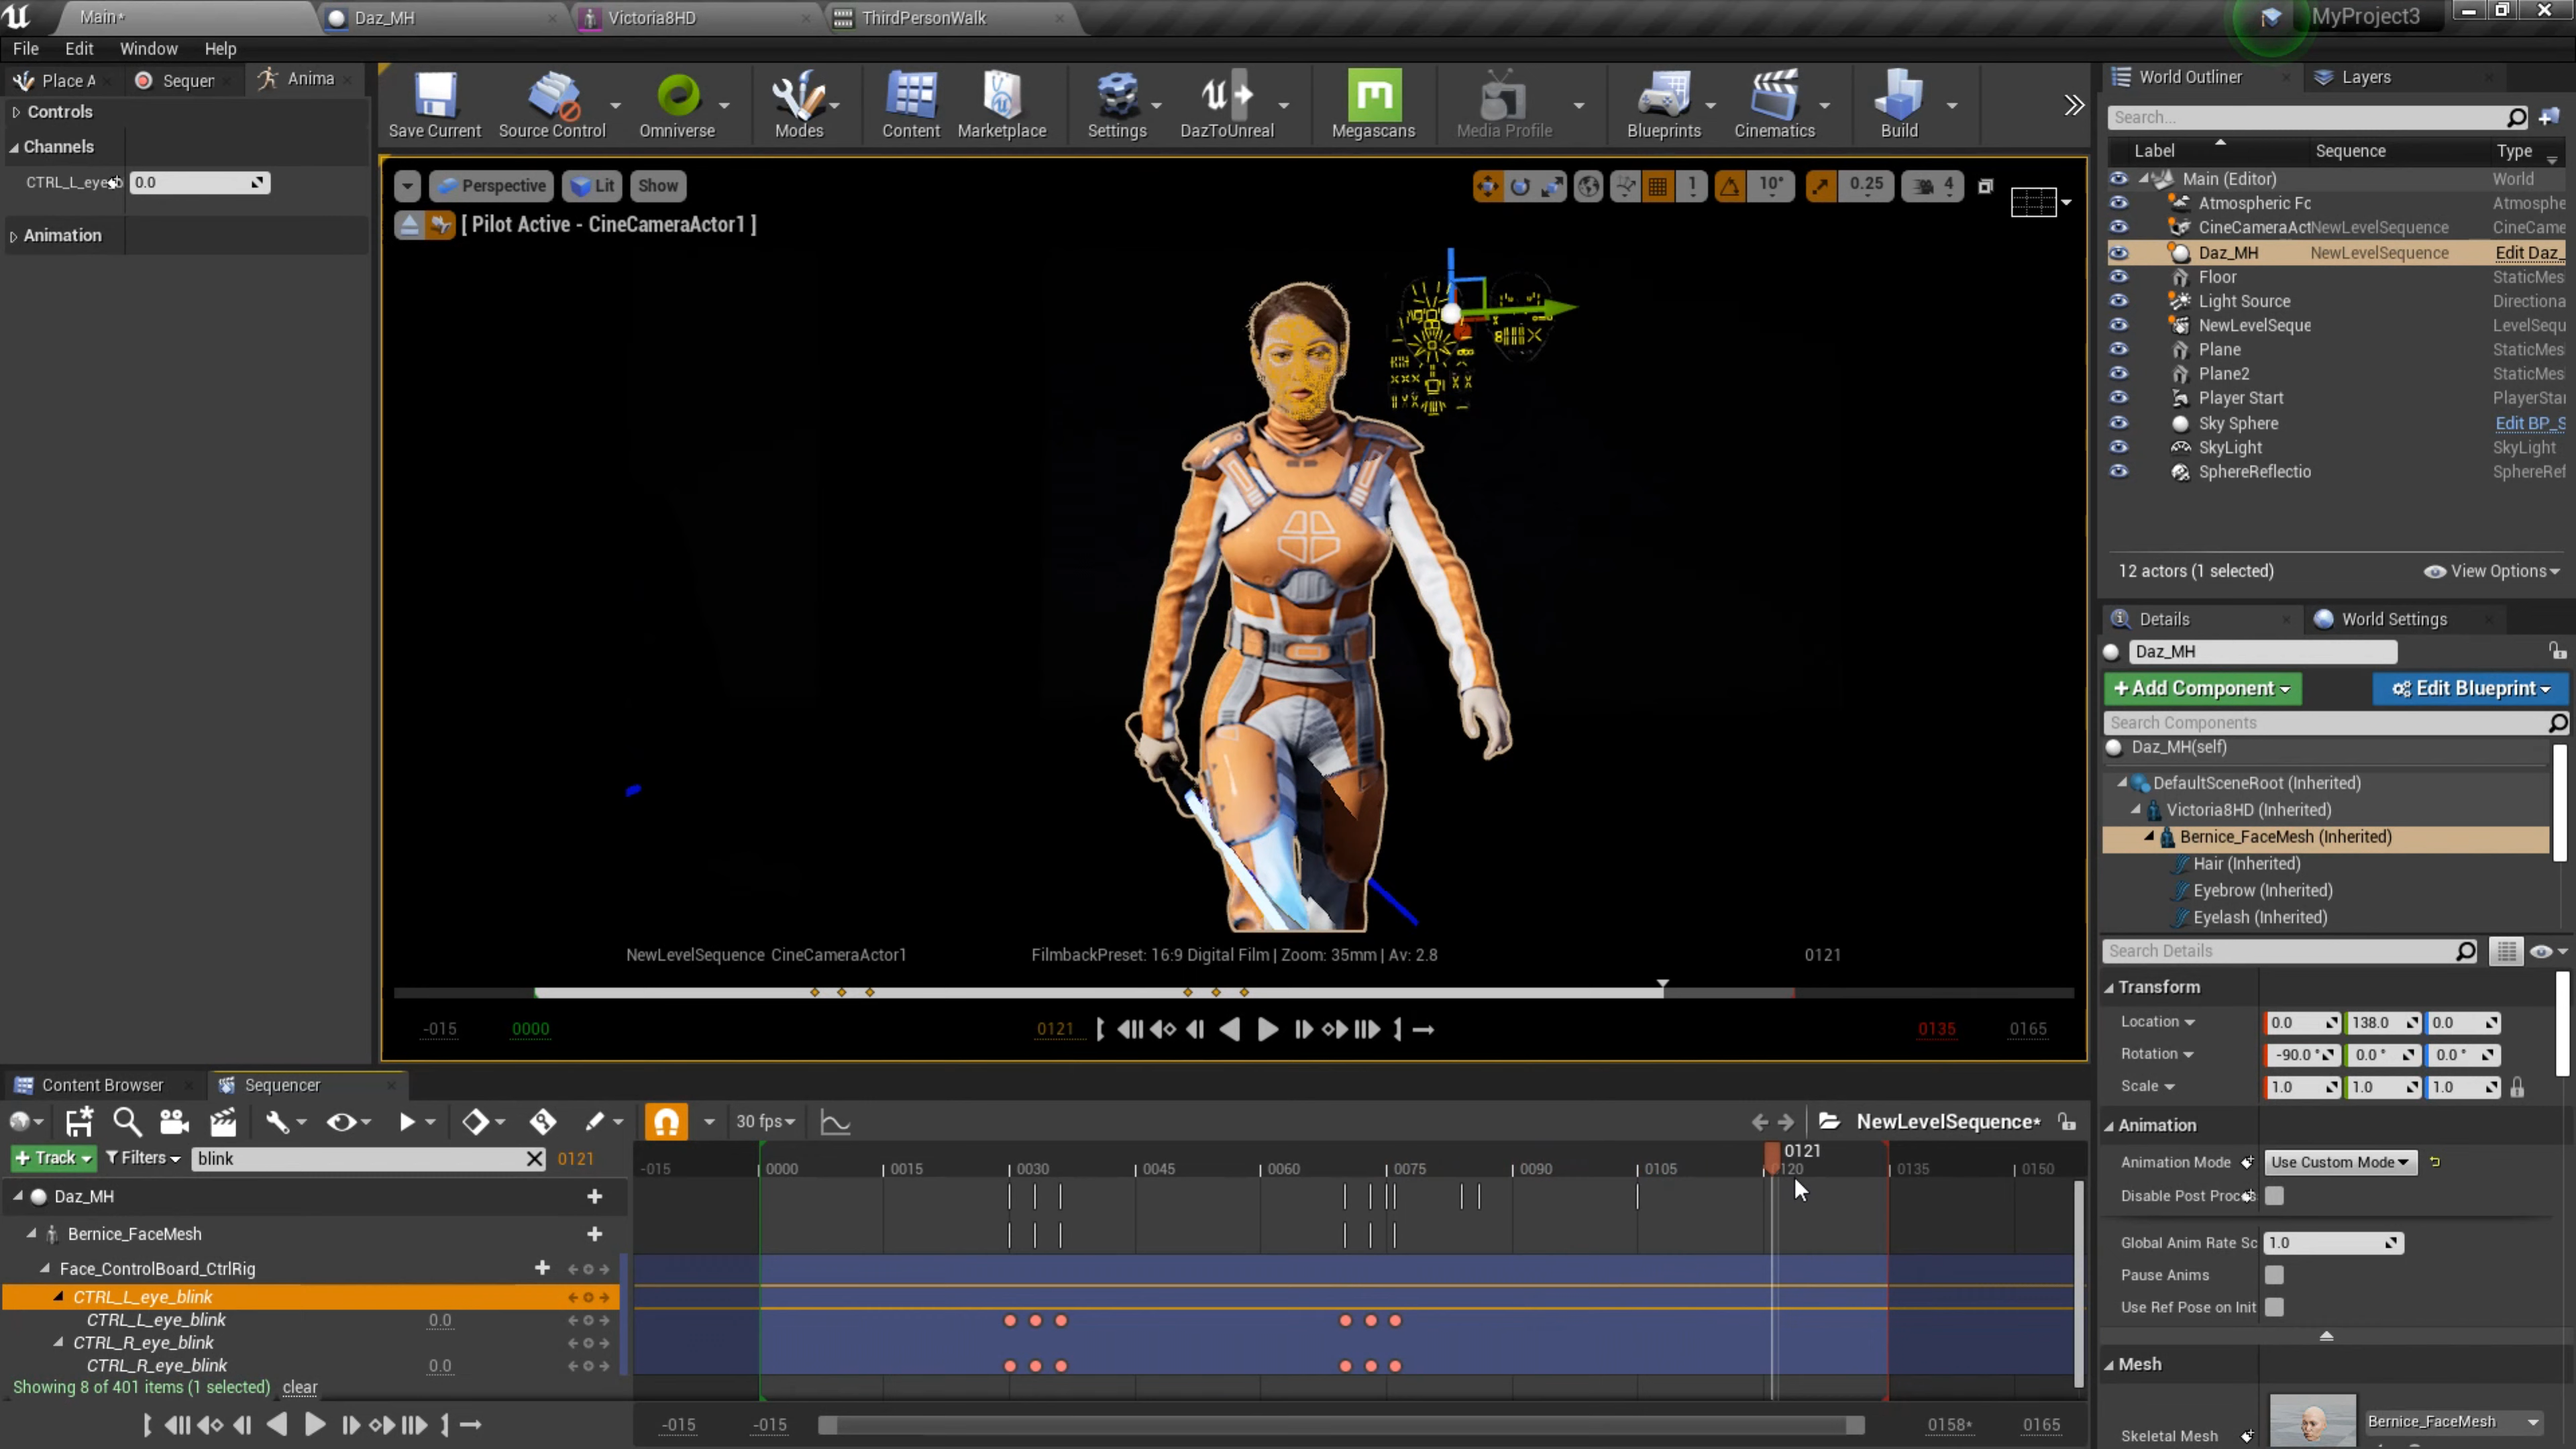 Main* Daz_MH Victoria8HD ThirdPersonWalk MyProject3
File Edit Window Help
Place A Sequen Anima
Controls
Channels
CTRL_L_eye 0.0
Animation
Save Current Source Control Omniverse Modes Content Marketplace Settings DazToUnreal Megascans Media Profile Blueprints Cinematics Build
Perspective Lit Show 1 10° 0.25 4
[ Pilot Active - CineCameraActor1 ]
NewLevelSequence CineCameraActor1 FilmbackPreset: 16:9 Digital Film | Zoom: 35mm | Av: 2.8 0121
-015 0000 0121 0135 0165
World Outliner Layers
Search...
Label Sequence Type
Main (Editor) World
Atmospheric Fc Atmosphe
CineCameraAct NewLevelSequence CineCame
Daz_MH NewLevelSequence Edit Daz_
Floor StaticMes
Light Source Directiona
NewLevelSeque LevelSequ
Plane StaticMes
Plane2 StaticMes
Player Start PlayerStar
Sky Sphere Edit BP_S
SkyLight SkyLight
SphereReflectio SphereRef
12 actors (1 selected) View Options
Details World Settings
Daz_MH
+Add Component Edit Blueprint
Search Components
Daz_MH(self)
DefaultSceneRoot (Inherited)
Victoria8HD (Inherited)
Bernice_FaceMesh (Inherited)
Hair (Inherited)
Eyebrow (Inherited)
Eyelash (Inherited)
Search Details
Transform
Location 0.0 138.0 0.0
Rotation -90.0 ° 0.0 ° 0.0 °
Scale 1.0 1.0 1.0
Animation
Animation Mode Use Custom Mode
Disable Post Proce
Global Anim Rate Sc 1.0
Pause Anims
Use Ref Pose on Init
Mesh
Skeletal Mesh Bernice_FaceMesh
Content Browser Sequencer
30 fps NewLevelSequence*
+ Track Filters blink 0121
-015 0000 0015 0030 0045 0060 0075 0090 0105 0120 0121 0135 0150
Daz_MH
Bernice_FaceMesh
Face_ControlBoard_CtrlRig
CTRL_L_eye_blink
CTRL_L_eye_blink 0.0
CTRL_R_eye_blink
CTRL_R_eye_blink 0.0
Showing 8 of 401 items (1 selected) clear
-015 -015 0158* 0165